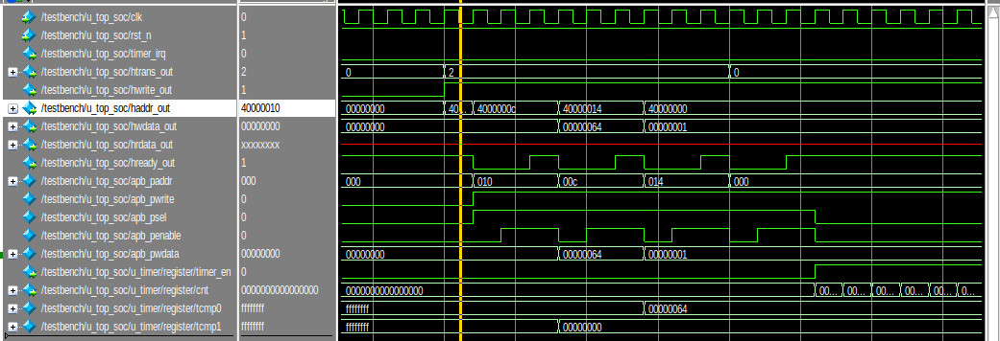 /testbench/u_top_soc/clk 0
/testbench/u_top_soc/rst_n 1
/testbench/u_top_soc/timer_irq 0
/testbench/u_top_soc/htrans_out 2 0 2 0
/testbench/u_top_soc/hwrite_out 1
/testbench/u_top_soc/haddr_out 40000010 00000000 40... 4000000c 40000014 40000000
/testbench/u_top_soc/hwdata_out 00000000 00000000 00000064 00000001
/testbench/u_top_soc/hrdata_out xxxxxxxx
/testbench/u_top_soc/hready_out 1
/testbench/u_top_soc/apb_paddr 000 000 010 00c 014 000
/testbench/u_top_soc/apb_pwrite 0
/testbench/u_top_soc/apb_psel 0
/testbench/u_top_soc/apb_penable 0
/testbench/u_top_soc/apb_pwdata 00000000 00000000 00000064 00000001
/testbench/u_top_soc/u_timer/register/timer_en 0
/testbench/u_top_soc/u_timer/register/cnt 0000000000000000 0000000000000000 00... 00... 00... 00... 00... 0...
/testbench/u_top_soc/u_timer/register/tcmp0 ffffffff ffffffff 00000064
/testbench/u_top_soc/u_timer/register/tcmp1 ffffffff ffffffff 00000000